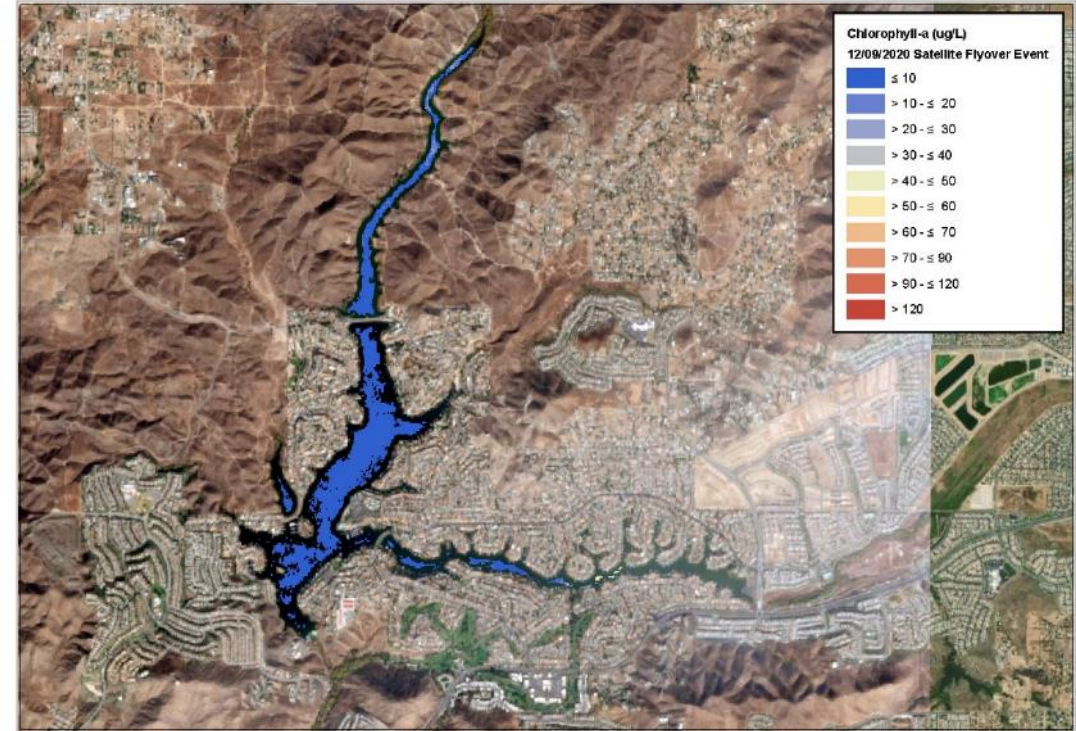 Chlorophyll-a (ug/L)
12/09/2020 Satellite Flyover Event
≤ 10
> 10 - ≤ 20
> 20 - ≤ 30
> 30 - ≤ 40
> 40 - ≤ 50
> 50 - ≤ 60
> 60 - ≤ 70
> 70 - ≤ 90
> 90 - ≤ 120
> 120